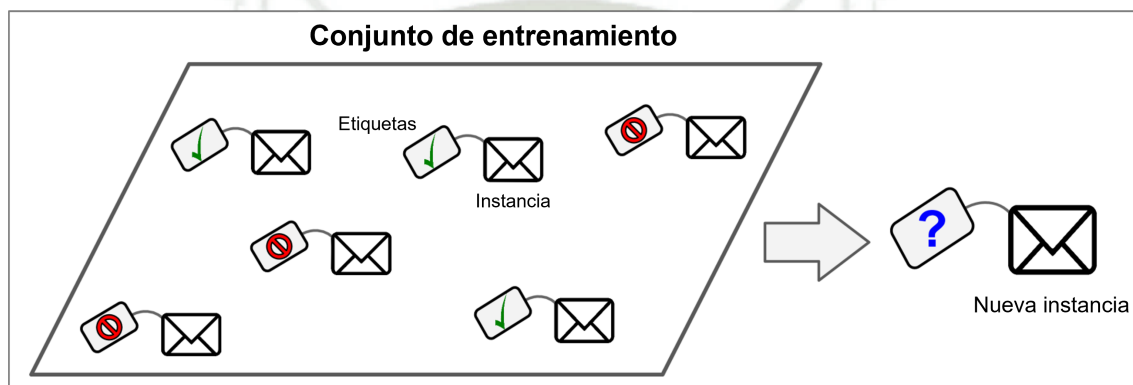 Conjunto de entrenamiento
Etiquetas
Instancia
?
Nueva instancia